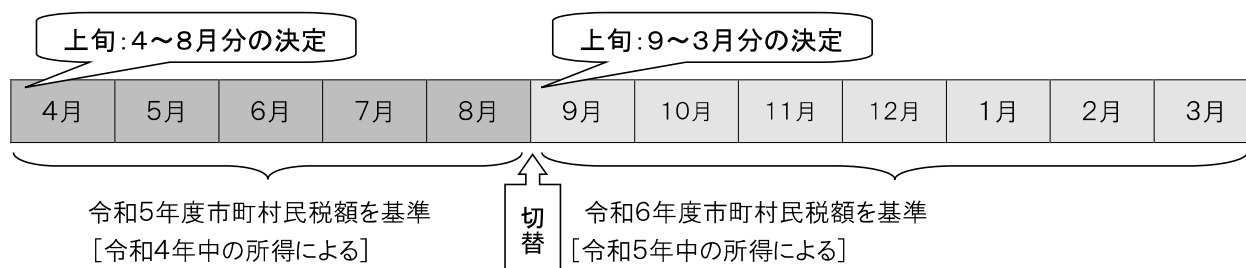 上旬：4～8月分の決定
上旬：9～3月分の決定
4月 5月 6月 7月 8月 9月 10月 11月 12月 1月 2月 3月
令和5年度市町村民税額を基準
［令和4年中の所得による］
切替
令和6年度市町村民税額を基準
［令和5年中の所得による］